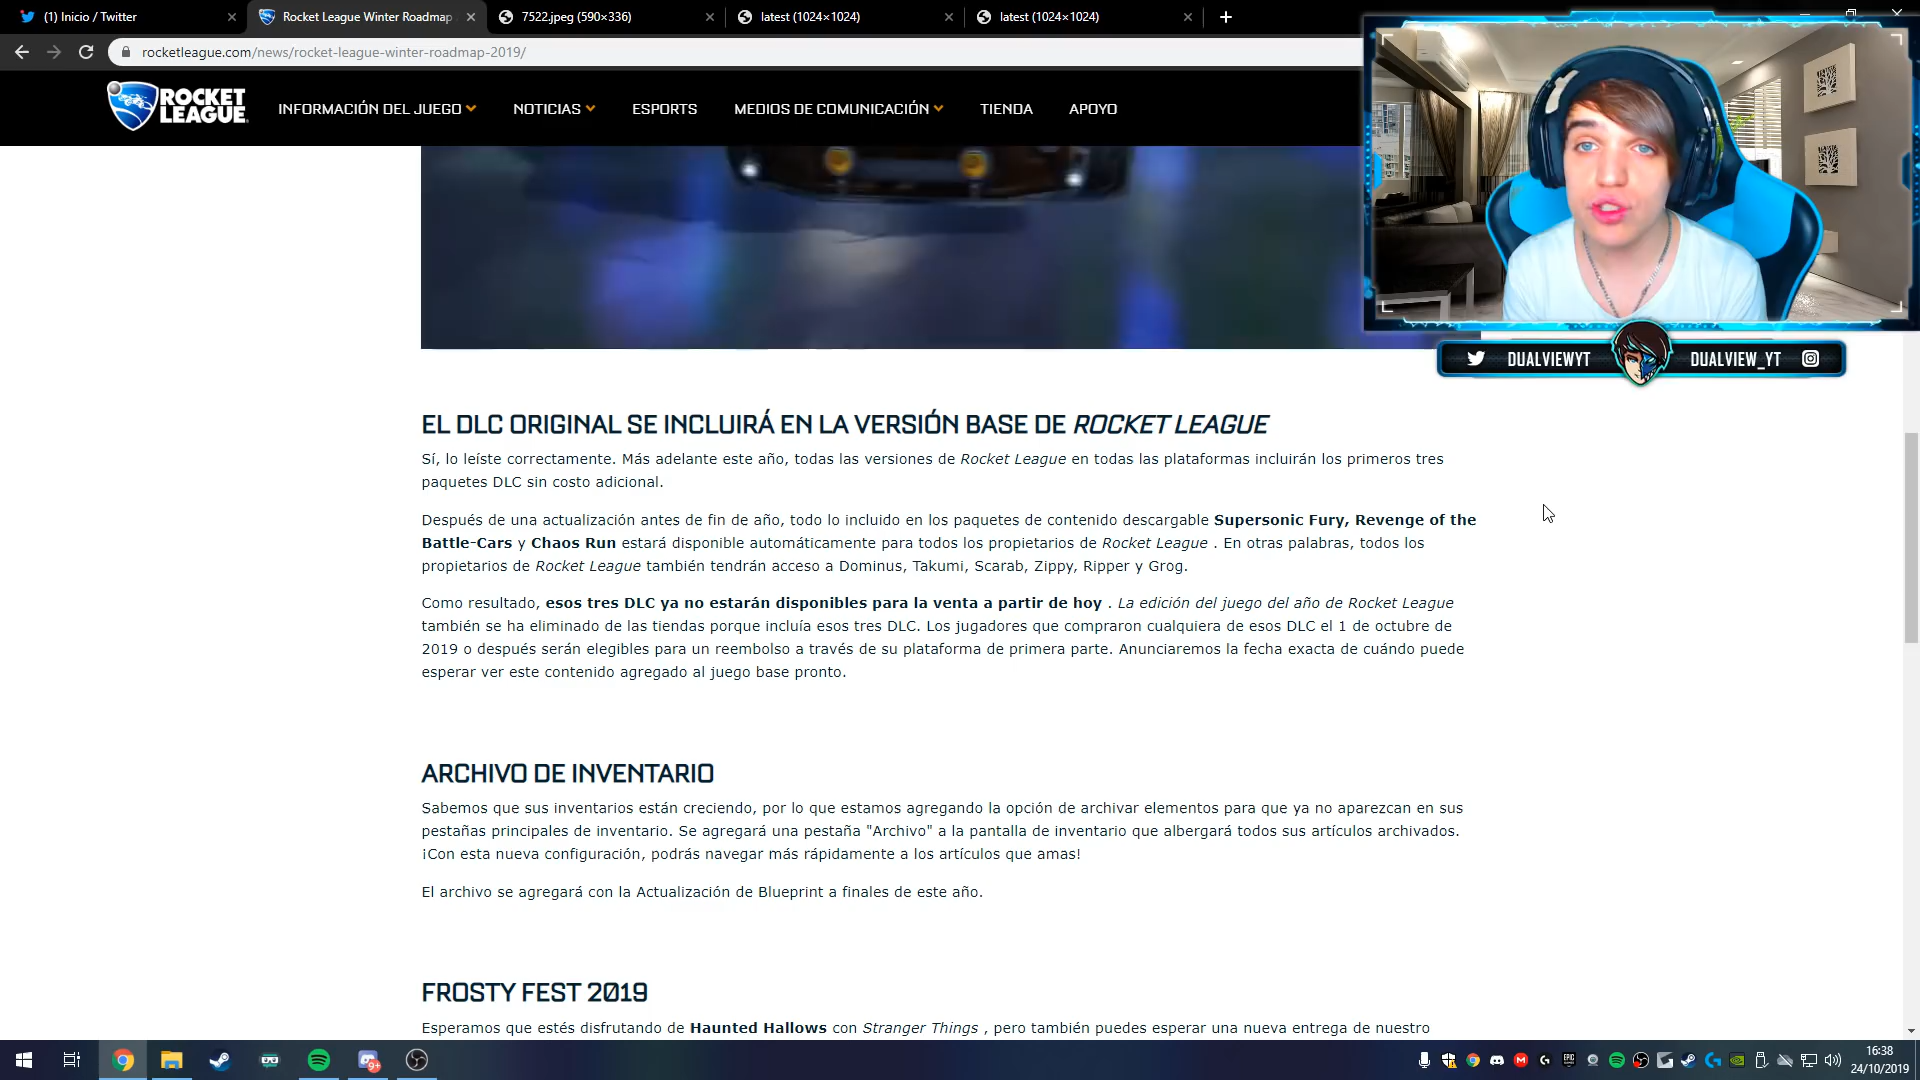 (1) Inicio / Twitter
Rocket League Winter Roadmap
7522.jpeg (590×336)
latest (1024×1024)
latest (1024×1024)
rocketleague.com/news/rocket-league-winter-roadmap-2019/
ROCKET LEAGUE
INFORMACIÓN DEL JUEGO
NOTICIAS
ESPORTS
MEDIOS DE COMUNICACIÓN
TIENDA
APOYO
DUALVIEWYT
DUALVIEW_YT
EL DLC ORIGINAL SE INCLUIRÁ EN LA VERSIÓN BASE DE ROCKET LEAGUE
Sí, lo leíste correctamente. Más adelante este año, todas las versiones de Rocket League en todas las plataformas incluirán los primeros tres
paquetes DLC sin costo adicional.
Después de una actualización antes de fin de año, todo lo incluido en los paquetes de contenido descargable Supersonic Fury, Revenge of the
Battle-Cars y Chaos Run estará disponible automáticamente para todos los propietarios de Rocket League . En otras palabras, todos los
propietarios de Rocket League también tendrán acceso a Dominus, Takumi, Scarab, Zippy, Ripper y Grog.
Como resultado, esos tres DLC ya no estarán disponibles para la venta a partir de hoy . La edición del juego del año de Rocket League
también se ha eliminado de las tiendas porque incluía esos tres DLC. Los jugadores que compraron cualquiera de esos DLC el 1 de octubre de
2019 o después serán elegibles para un reembolso a través de su plataforma de primera parte. Anunciaremos la fecha exacta de cuándo puede
esperar ver este contenido agregado al juego base pronto.
ARCHIVO DE INVENTARIO
Sabemos que sus inventarios están creciendo, por lo que estamos agregando la opción de archivar elementos para que ya no aparezcan en sus
pestañas principales de inventario. Se agregará una pestaña "Archivo" a la pantalla de inventario que albergará todos sus artículos archivados.
¡Con esta nueva configuración, podrás navegar más rápidamente a los artículos que amas!
El archivo se agregará con la Actualización de Blueprint a finales de este año.
FROSTY FEST 2019
Esperamos que estés disfrutando de Haunted Hallows con Stranger Things , pero también puedes esperar una nueva entrega de nuestro
9+
EPIC
16:38
24/10/2019